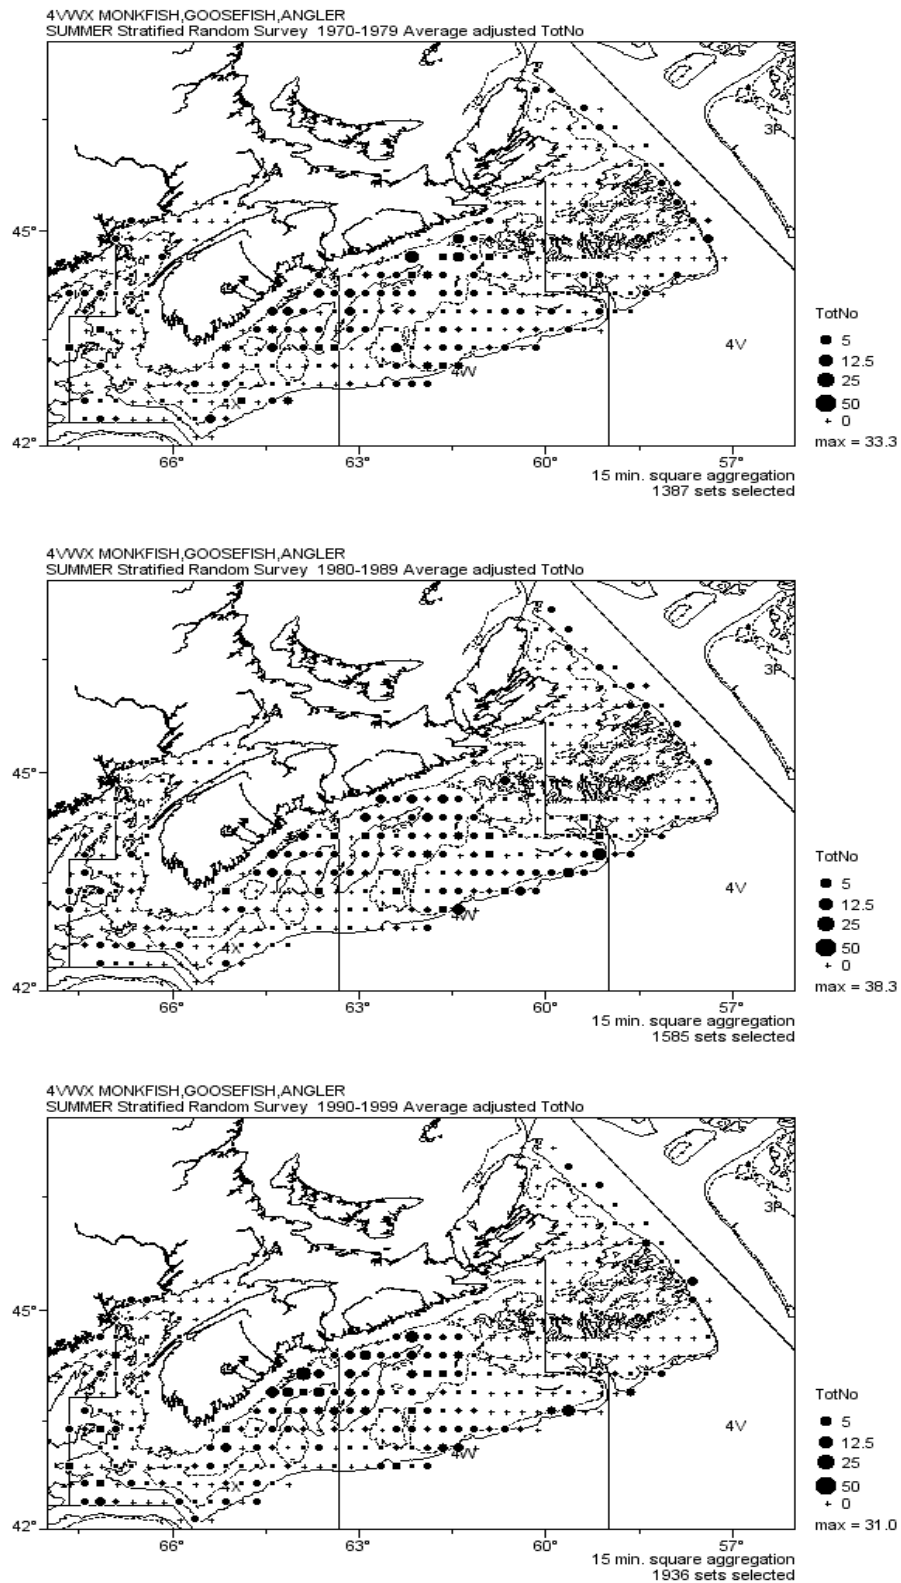 4VWX MONKFISH,GOOSEFISH,ANGLER
SUMMER Stratified Random Survey 1970-1979 Average adjusted TotNo
3P
45°
TotNo
5
12.5
25
50
0
max = 33.3
4V
4W
4X
42°
66°
63°
60°
57°
15 min. square aggregation
1387 sets selected
4VWX MONKFISH,GOOSEFISH,ANGLER
SUMMER Stratified Random Survey 1980-1989 Average adjusted TotNo
3P
45°
TotNo
5
12.5
25
50
0
max = 38.3
4V
4W
4X
42°
66°
63°
60°
57°
15 min. square aggregation
1585 sets selected
4VWX MONKFISH,GOOSEFISH,ANGLER
SUMMER Stratified Random Survey 1990-1999 Average adjusted TotNo
3P
45°
TotNo
5
12.5
25
50
0
max = 31.0
4V
4W
4X
42°
66°
63°
60°
57°
15 min. square aggregation
1936 sets selected